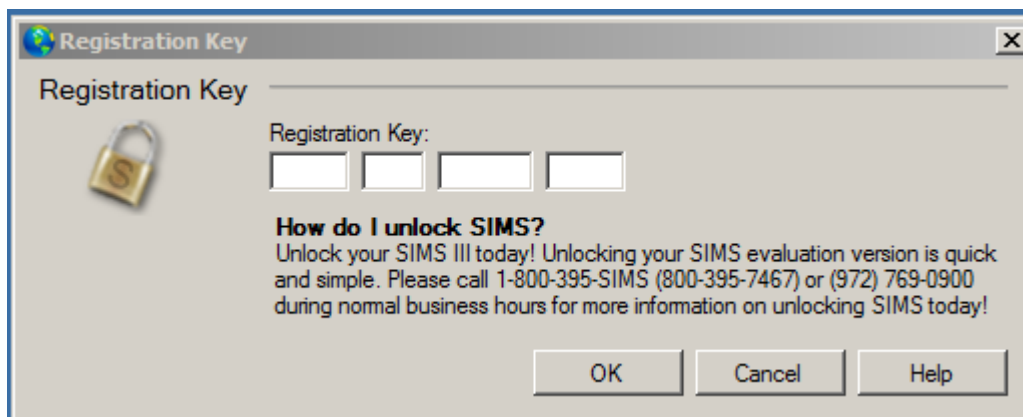 Registration Key
Registration Key
Registration Key:
S
How do I unlock SIMS?
Unlock your SIMS III today! Unlocking your SIMS evaluation version is quick
and simple. Please call 1-800-395-SIMS (800-395-7467) or (972) 769-0900
during normal business hours for more information on unlocking SIMS today!
OK Cancel Help